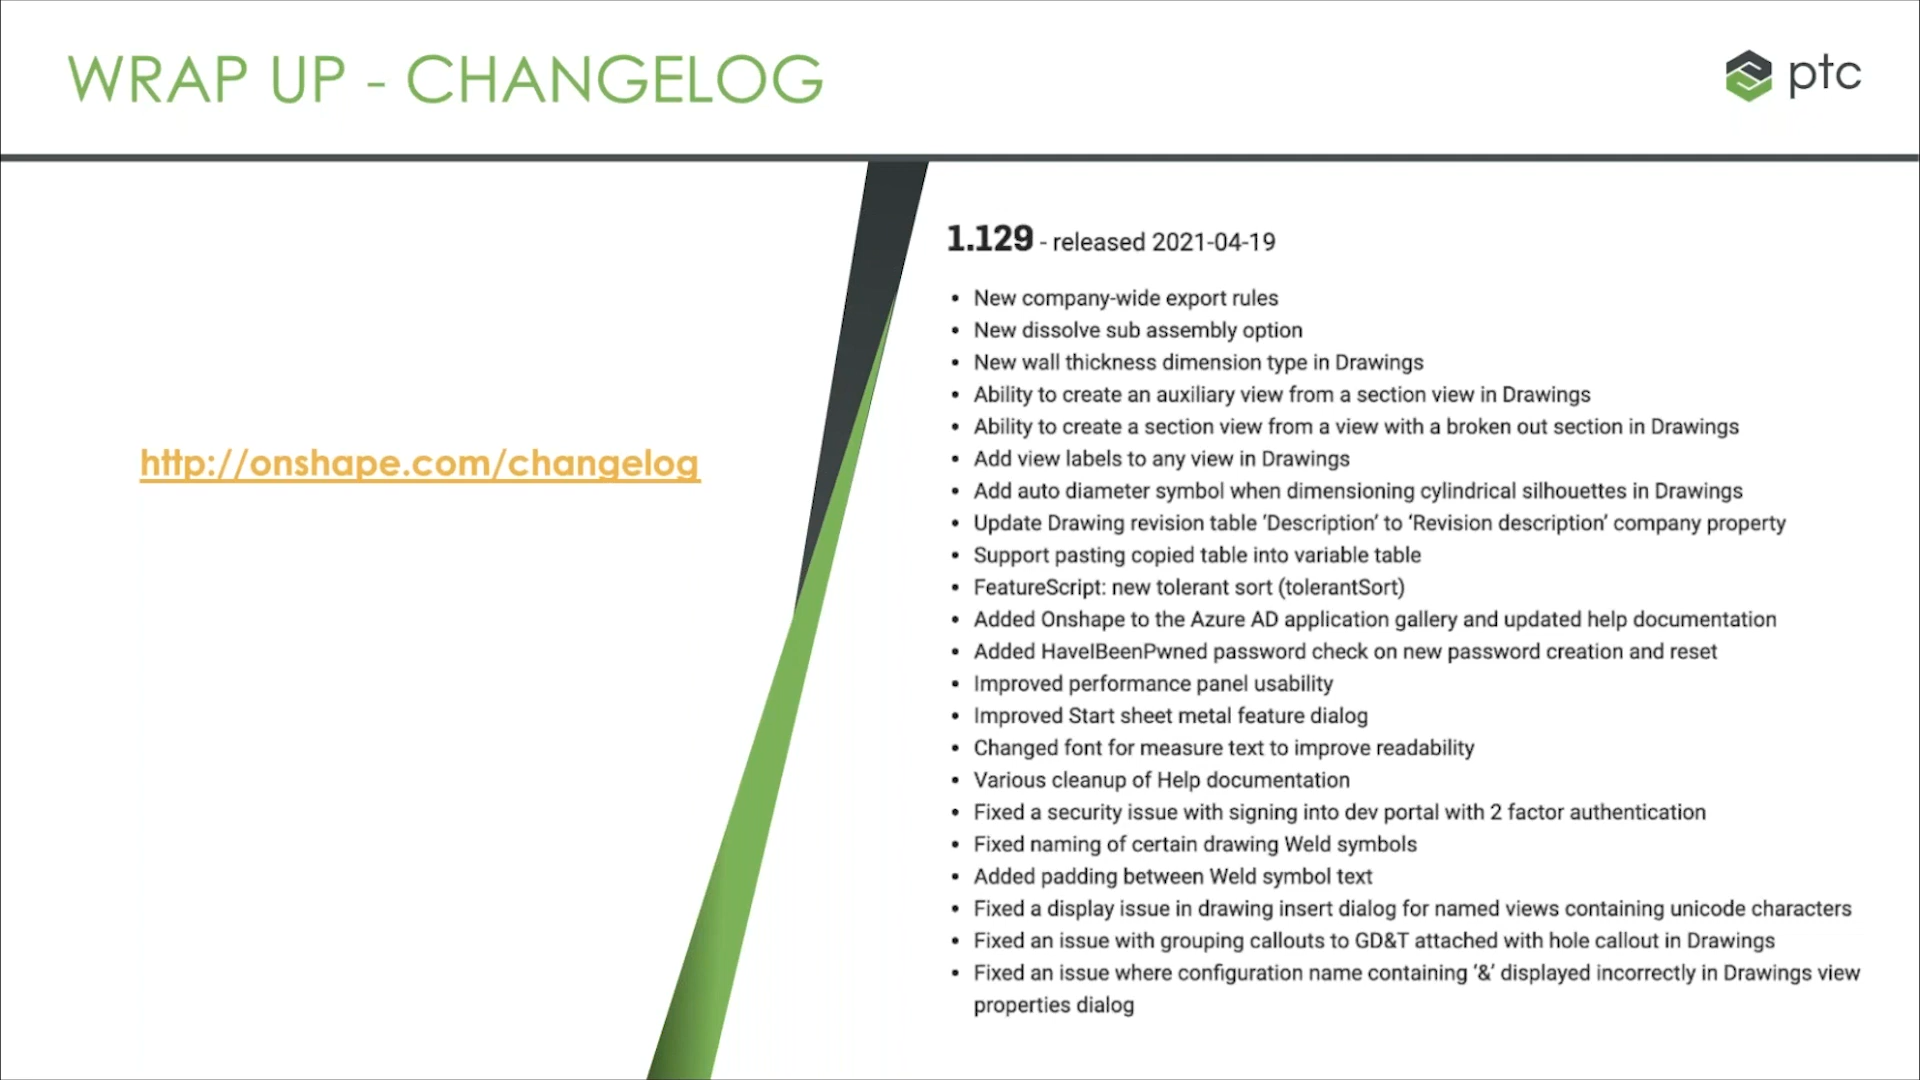 WRAP UP - CHANGELOG
ptc
http://onshape.com/changelog
1.129 - released 2021-04-19
• New company-wide export rules
• New dissolve sub assembly option
• New wall thickness dimension type in Drawings
• Ability to create an auxiliary view from a section view in Drawings
• Ability to create a section view from a view with a broken out section in Drawings
• Add view labels to any view in Drawings
• Add auto diameter symbol when dimensioning cylindrical silhouettes in Drawings
• Update Drawing revision table ‘Description’ to ‘Revision description’ company property
• Support pasting copied table into variable table
• FeatureScript: new tolerant sort (tolerantSort)
• Added Onshape to the Azure AD application gallery and updated help documentation
• Added HaveIBeenPwned password check on new password creation and reset
• Improved performance panel usability
• Improved Start sheet metal feature dialog
• Changed font for measure text to improve readability
• Various cleanup of Help documentation
• Fixed a security issue with signing into dev portal with 2 factor authentication
• Fixed naming of certain drawing Weld symbols
• Added padding between Weld symbol text
• Fixed a display issue in drawing insert dialog for named views containing unicode characters
• Fixed an issue with grouping callouts to GD&T attached with hole callout in Drawings
• Fixed an issue where configuration name containing ‘&’ displayed incorrectly in Drawings view
properties dialog